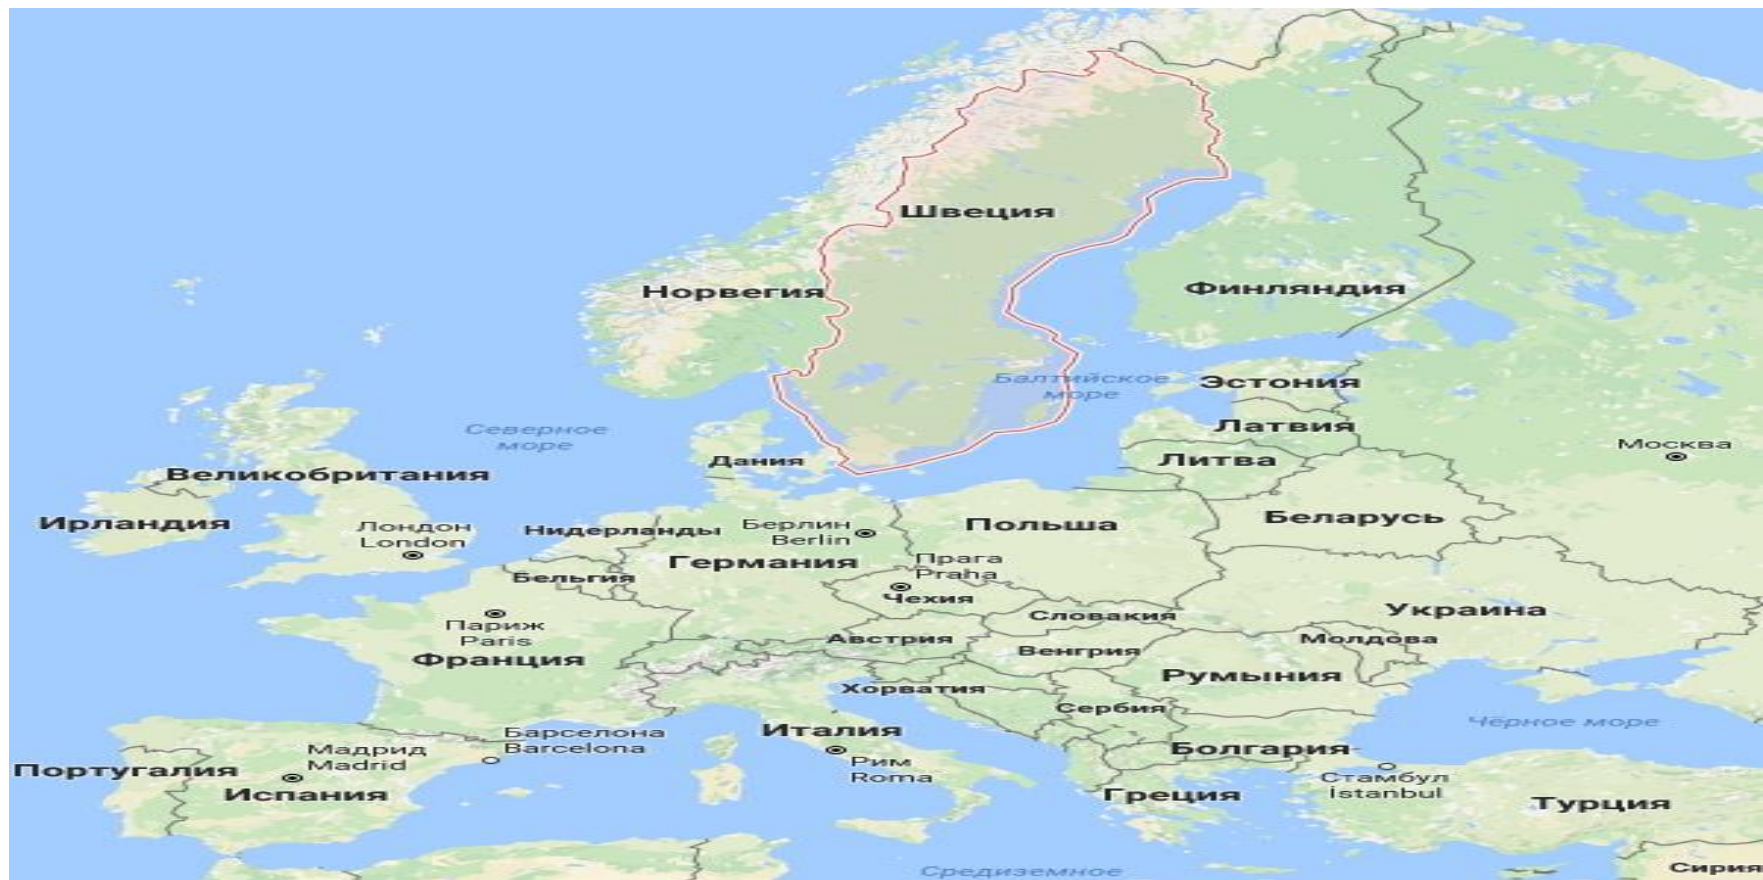 Швеция
Норвегия
Финляндия
Балтийское
море
Эстония
Северное
море
Латвия
Москва
Дания
Литва
Великобритания
Ирландия
Лондон
London
Нидерланды
Берлин
Berlin
Польша
Беларусь
Германия
Прага
Praha
Бельгия
Чехия
Париж
Paris
Словакия
Украина
Австрия
Молдова
Франция
Венгрия
Румыния
Хорватия
Сербия
Чёрное море
Барселона
Barcelona
Италия
Мадрид
Madrid
Болгария
Португалия
Рим
Roma
Стамбул
İstanbul
Испания
Греция
Турция
Средиземное
Сирия